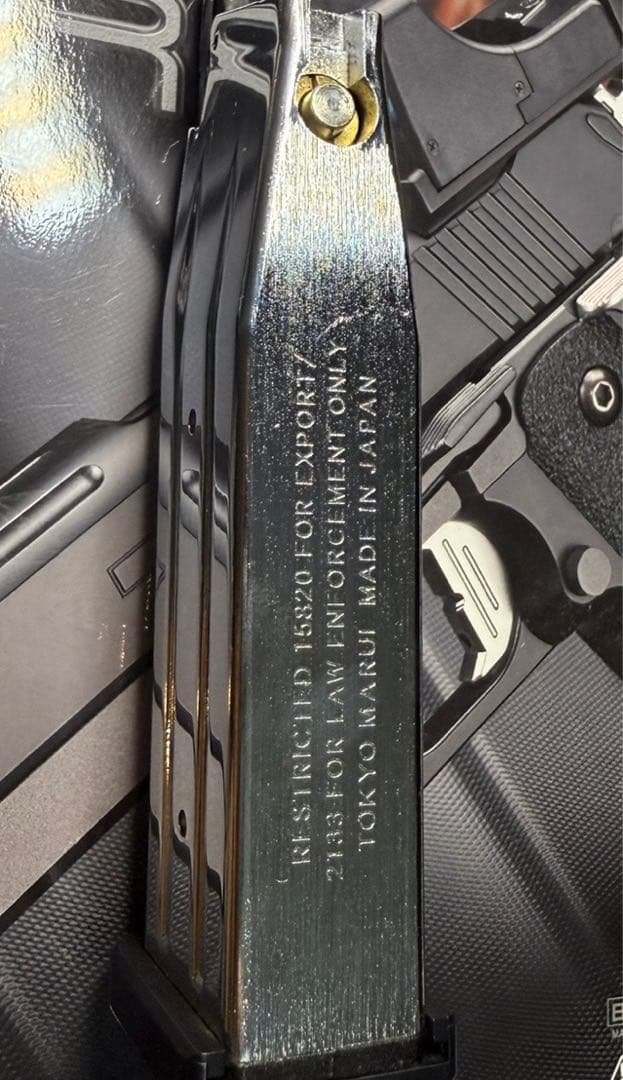 RESTRICTED 15820 FOR EXPORT/
2133 FOR LAW ENFORCEMENT ONLY
TOKYO MARUI MADE IN JAPAN
R